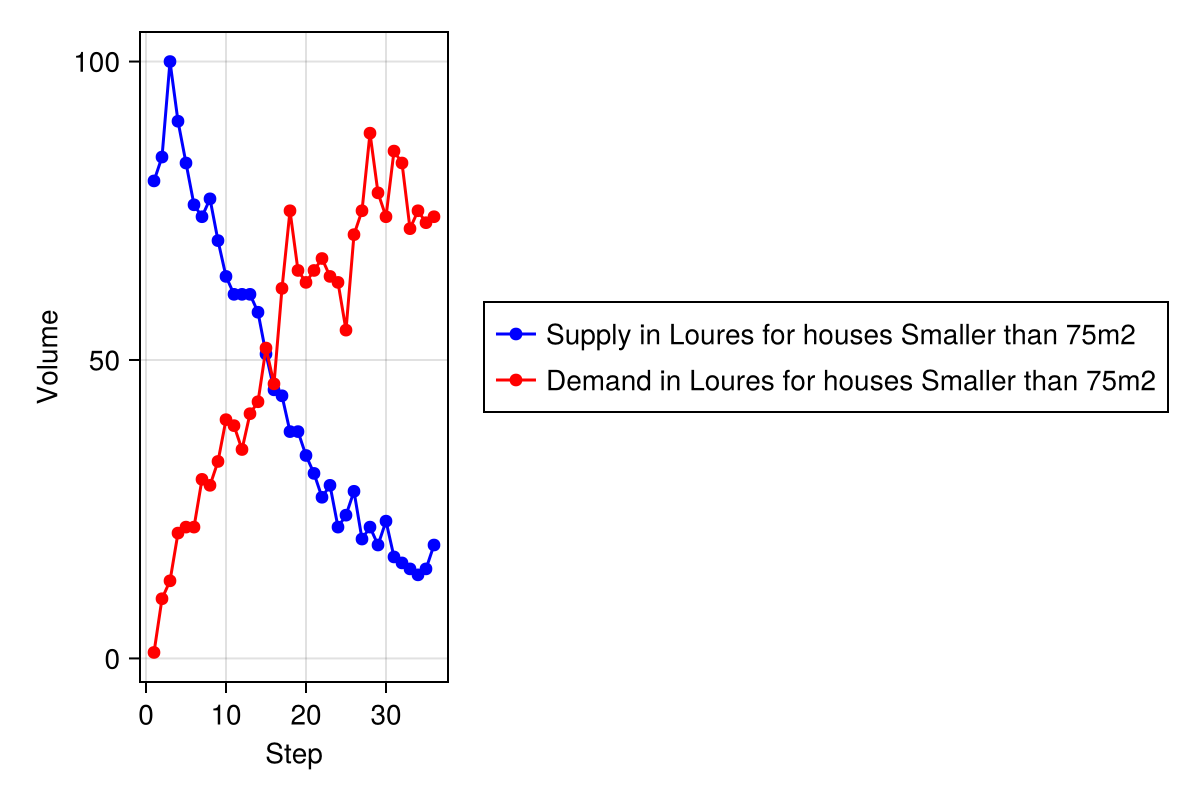 100
50
0
Volume
0 10 20 30
Step
Supply in Loures for houses Smaller than 75m2
Demand in Loures for houses Smaller than 75m2